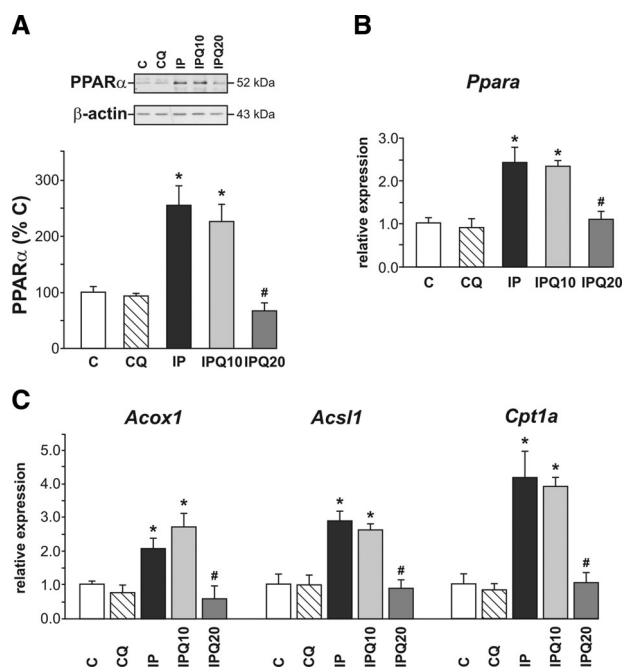 A
C CQ IP IPQ10 IPQ20
PPARα 52 kDa
β-actin 43 kDa
PPARα (% C)
300
200
100
0
* * #
C CQ IP IPQ10 IPQ20
B
Ppara
relative expression
3.0
2.0
1.0
0.0
* * #
C CQ IP IPQ10 IPQ20
C
Acox1 Acsl1 Cpt1a
relative expression
5.0
4.0
3.0
2.0
1.0
0.0
* * # * * # * * #
C CQ IP IPQ10 IPQ20 C CQ IP IPQ10 IPQ20 C CQ IP IPQ10 IPQ20